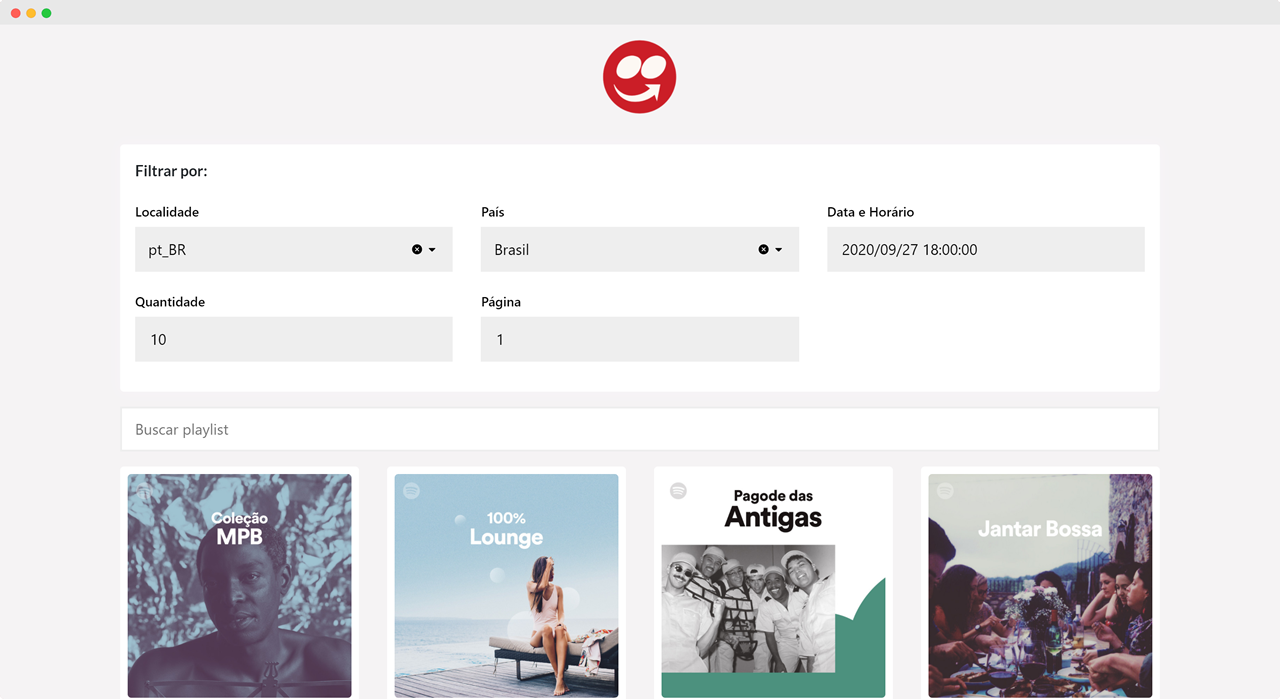 Filtrar por:
Localidade
País
Data e Horário
pt_BR
Brasil
2020/09/27 18:00:00
Quantidade
Página
10
1
Buscar playlist
Coleção
MPB
100%
Lounge
Pagode das
Antigas
Jantar Bossa